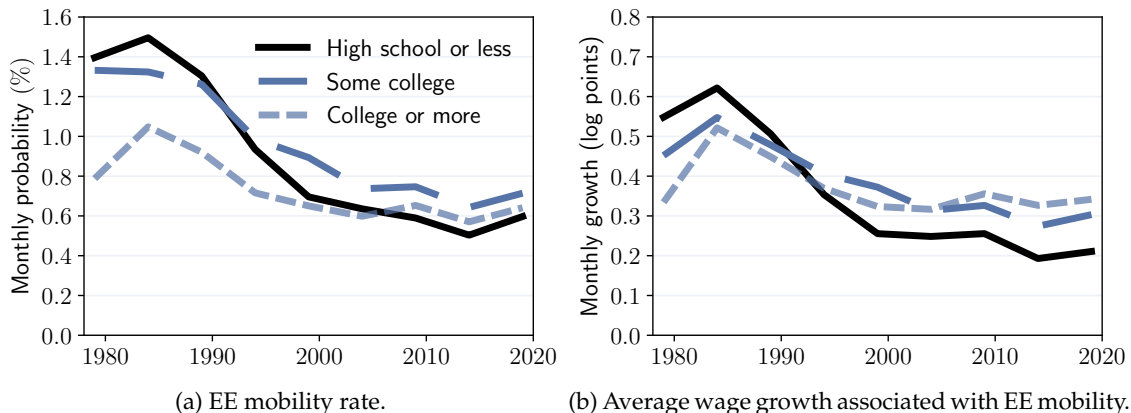 Monthly probability (%)
1.6
1.4
1.2
1.0
0.8
0.6
0.4
0.2
0.0
1980 1990 2000 2010 2020
High school or less
Some college
College or more
(a) EE mobility rate.
Monthly growth (log points)
0.8
0.7
0.6
0.5
0.4
0.3
0.2
0.1
0.0
1980 1990 2000 2010 2020
(b) Average wage growth associated with EE mobility.